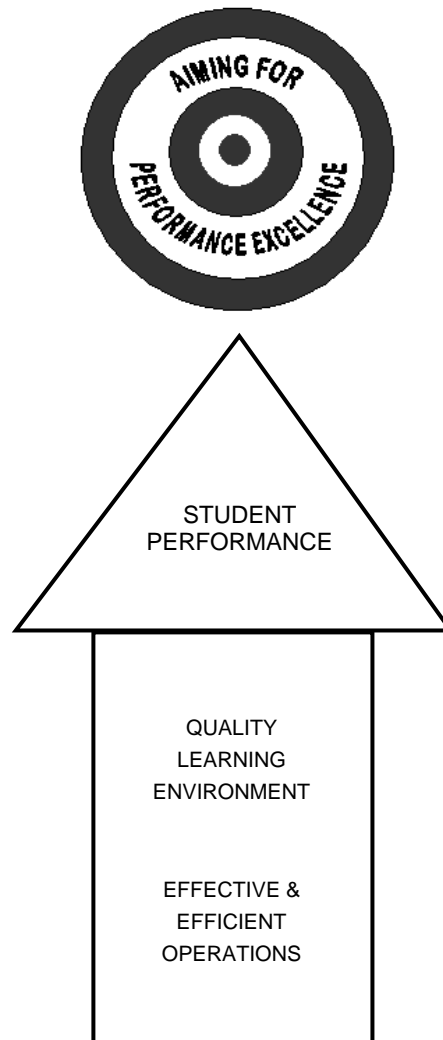 AIMING FOR
PERFORMANCE EXCELLENCE
STUDENT
PERFORMANCE
QUALITY
LEARNING
ENVIRONMENT
EFFECTIVE &
EFFICIENT
OPERATIONS